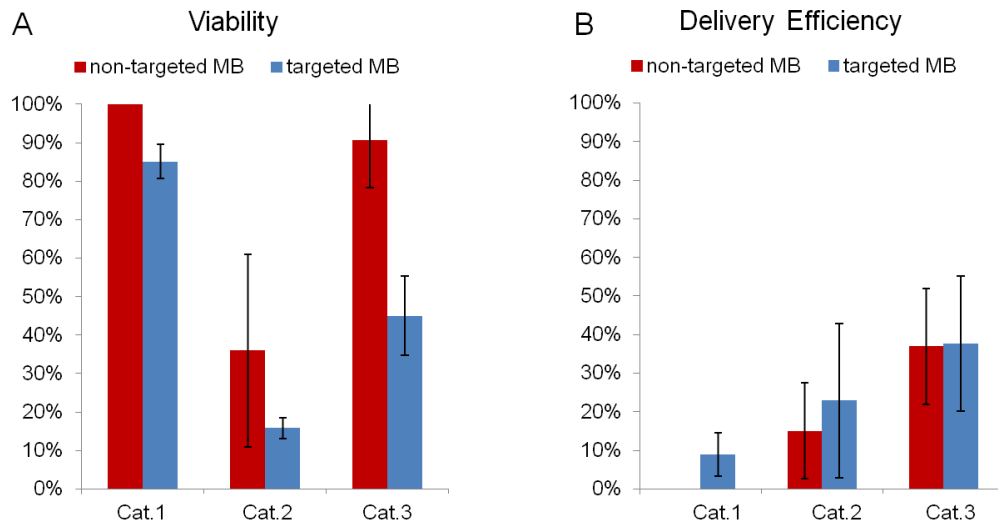 A
Viability
non-targeted MB
targeted MB
100%
90%
80%
70%
60%
50%
40%
30%
20%
10%
0%
Cat.1
Cat.2
Cat.3
B
Delivery Efficiency
non-targeted MB
targeted MB
100%
90%
80%
70%
60%
50%
40%
30%
20%
10%
0%
Cat.1
Cat.2
Cat.3